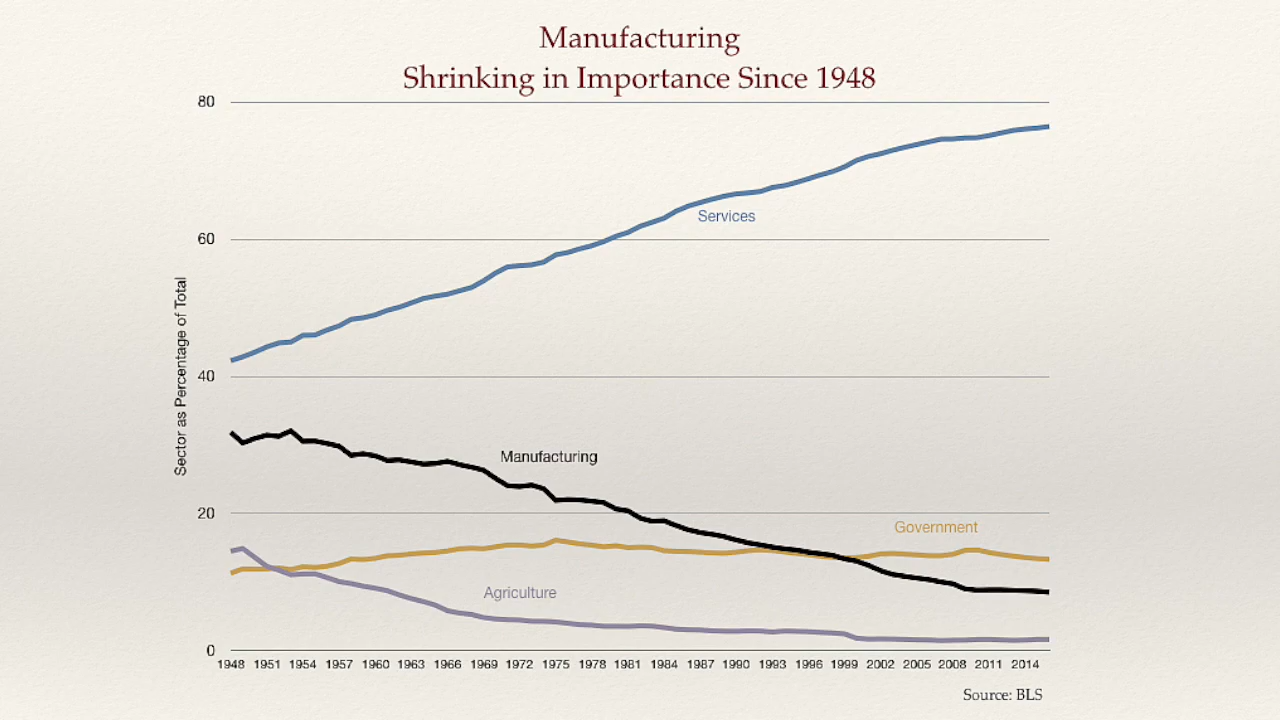 Manufacturing
Shrinking in Importance Since 1948
80
60
40
20
0
Sector as Percentage of Total
Services
Manufacturing
Government
Agriculture
1948 1951 1954 1957 1960 1963 1966 1969 1972 1975 1978 1981 1984 1987 1990 1993 1996 1999 2002 2005 2008 2011 2014
Source: BLS